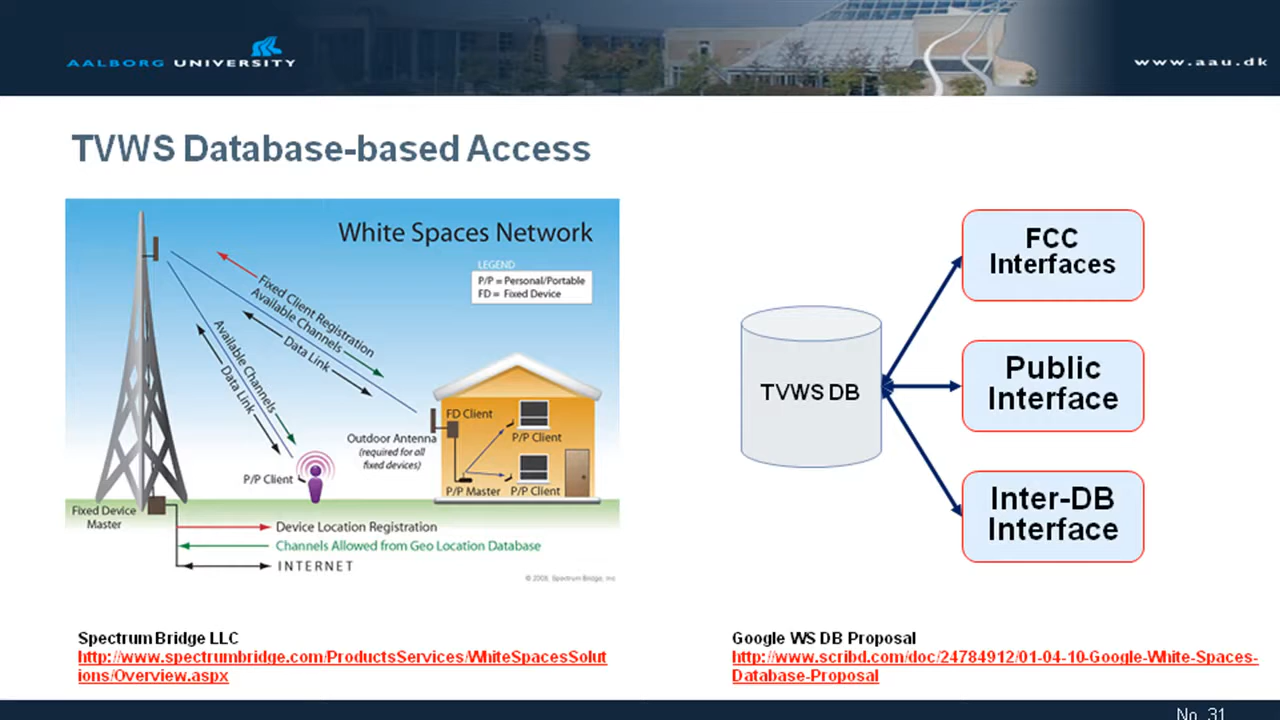 AALBORG UNIVERSITY
www.aau.dk
TVWS Database-based Access
White Spaces Network
LEGEND
P/P = Personal/Portable
FD = Fixed Device
Fixed Client Registration
Available Channels
Data Link
Available Channels
Data Link
FD Client
Outdoor Antenna
(required for all
fixed devices)
P/P Client
P/P Client
P/P Master
P/P Client
Fixed Device
Master
Device Location Registration
Channels Allowed from Geo Location Database
INTERNET
© 2008, Spectrum Bridge, Inc
TVWS DB
FCC
Interfaces
Public
Interface
Inter-DB
Interface
Spectrum Bridge LLC
http://www.spectrumbridge.com/ProductsServices/WhiteSpacesSolut
ions/Overview.aspx
Google WS DB Proposal
http://www.scribd.com/doc/24784912/01-04-10-Google-White-Spaces-
Database-Proposal
No. 31